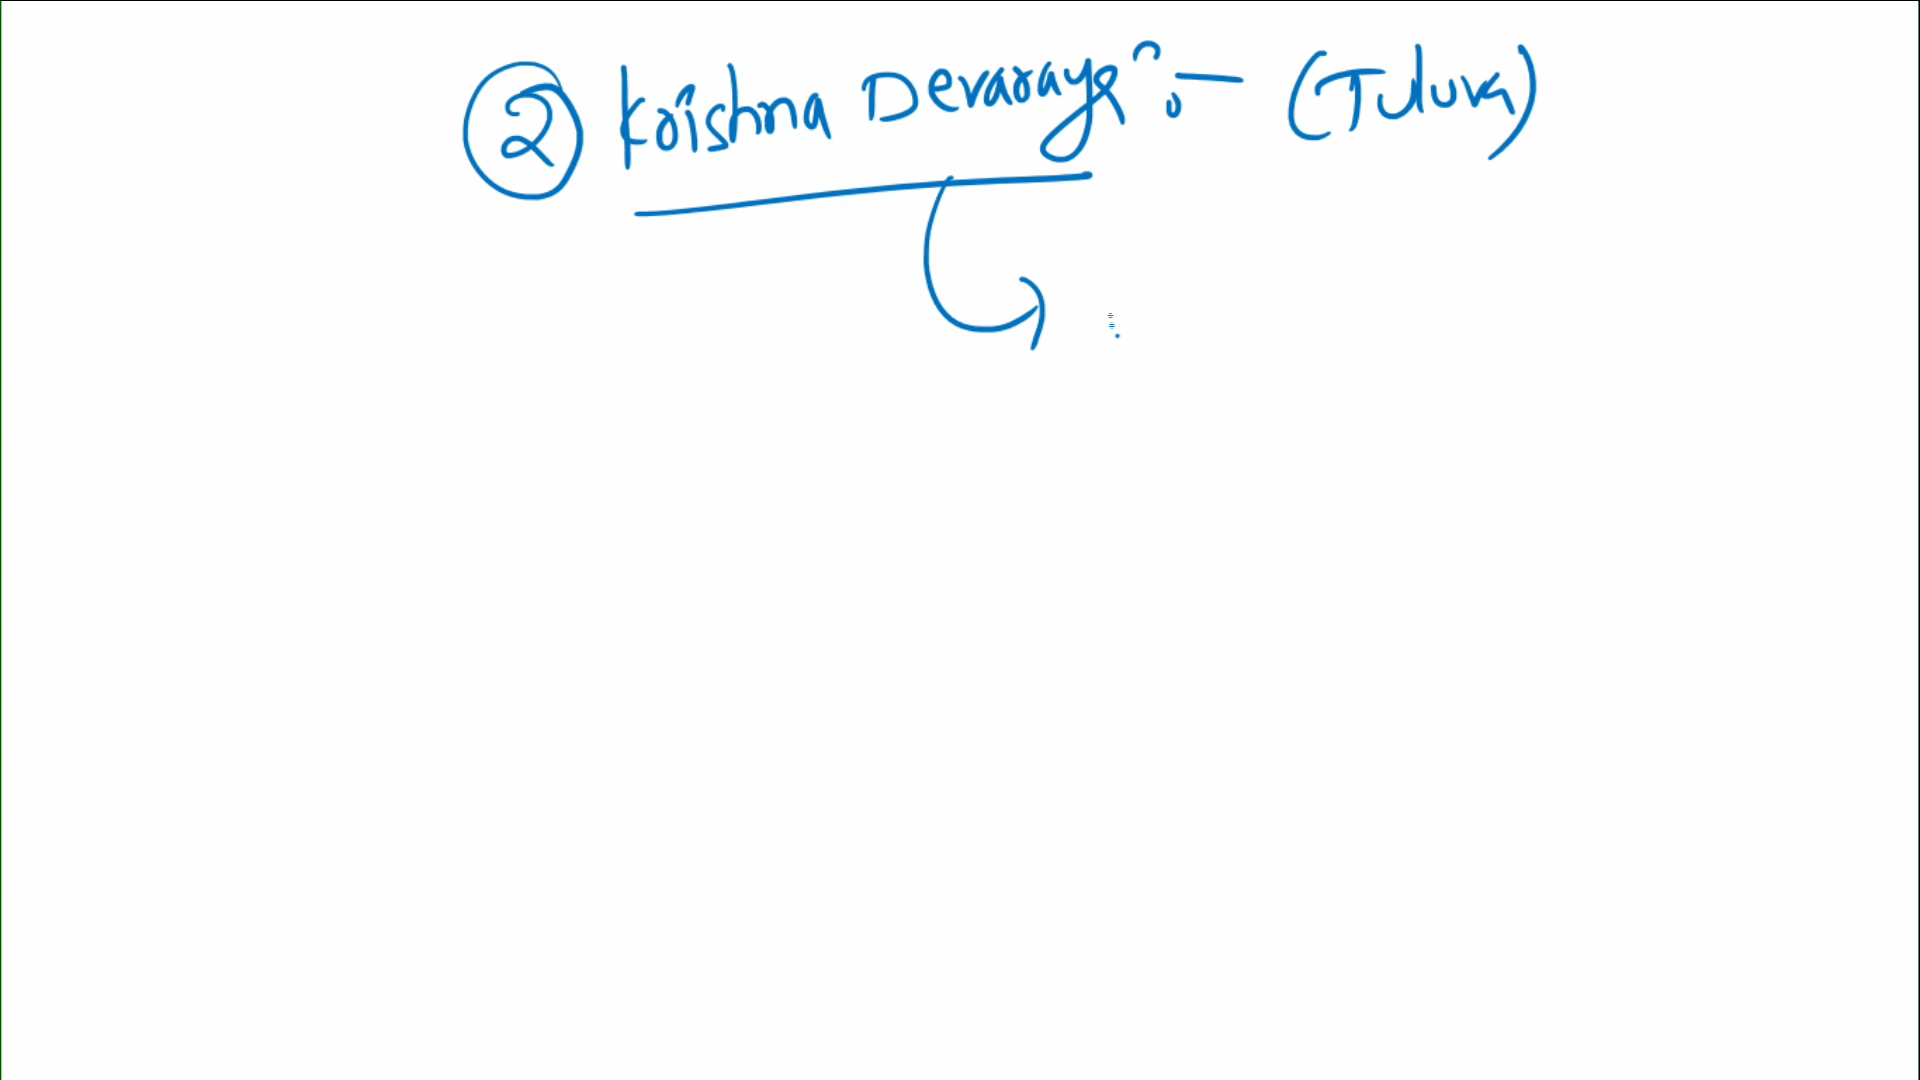 ② Krishna Devaraya :- (Tuluva)